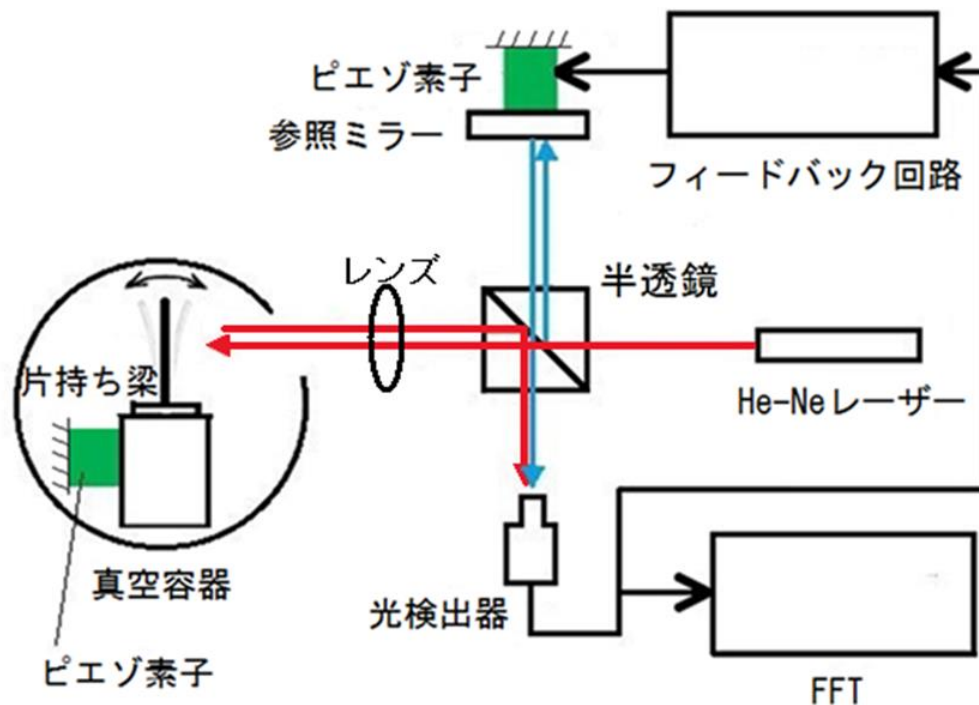 ピエゾ素子
参照ミラー
フィードバック回路
レンズ
半透鏡
片持ち梁
He-Neレーザー
真空容器
光検出器
ピエゾ素子
FFT